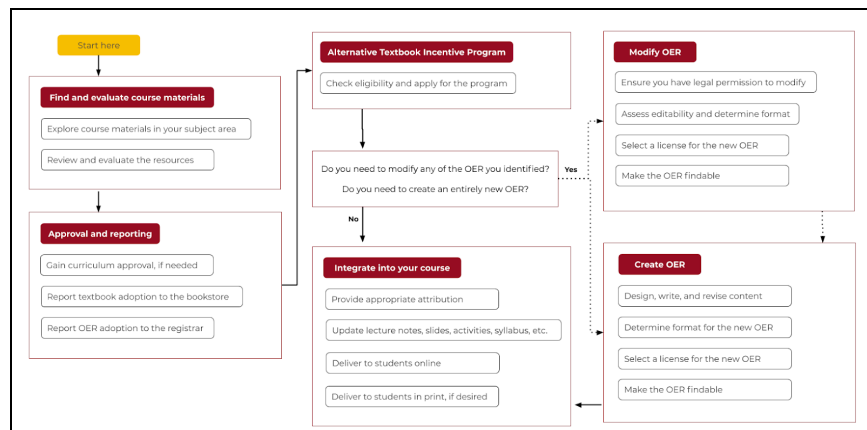 Start here
Find and evaluate course materials
Explore course materials in your subject area
Review and evaluate the resources
Approval and reporting
Gain curriculum approval, if needed
Report textbook adoption to the bookstore
Report OER adoption to the registrar
Alternative Textbook Incentive Program
Check eligibility and apply for the program
Do you need to modify any of the OER you identified?
Do you need to create an entirely new OER?
Yes
No
Integrate into your course
Provide appropriate attribution
Update lecture notes, slides, activities, syllabus, etc.
Deliver to students online
Deliver to students in print, if desired
Modify OER
Ensure you have legal permission to modify
Assess editability and determine format
Select a license for the new OER
Make the OER findable
Create OER
Design, write, and revise content
Determine format for the new OER
Select a license for the new OER
Make the OER findable